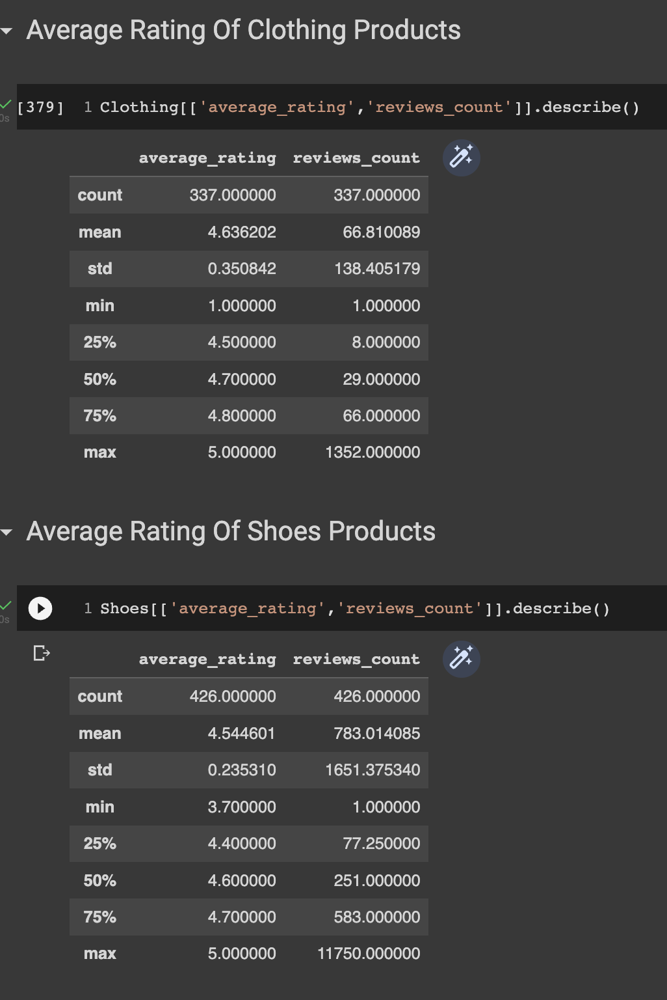 Average Rating Of Clothing Products
[379] 1 Clothing[['average_rating','reviews_count']].describe()
0s
average_rating reviews_count
count 337.000000 337.000000
mean 4.636202 66.810089
std 0.350842 138.405179
min 1.000000 1.000000
25% 4.500000 8.000000
50% 4.700000 29.000000
75% 4.800000 66.000000
max 5.000000 1352.000000
Average Rating Of Shoes Products
1 Shoes[['average_rating','reviews_count']].describe()
0s
average_rating reviews_count
count 426.000000 426.000000
mean 4.544601 783.014085
std 0.235310 1651.375340
min 3.700000 1.000000
25% 4.400000 77.250000
50% 4.600000 251.000000
75% 4.700000 583.000000
max 5.000000 11750.000000